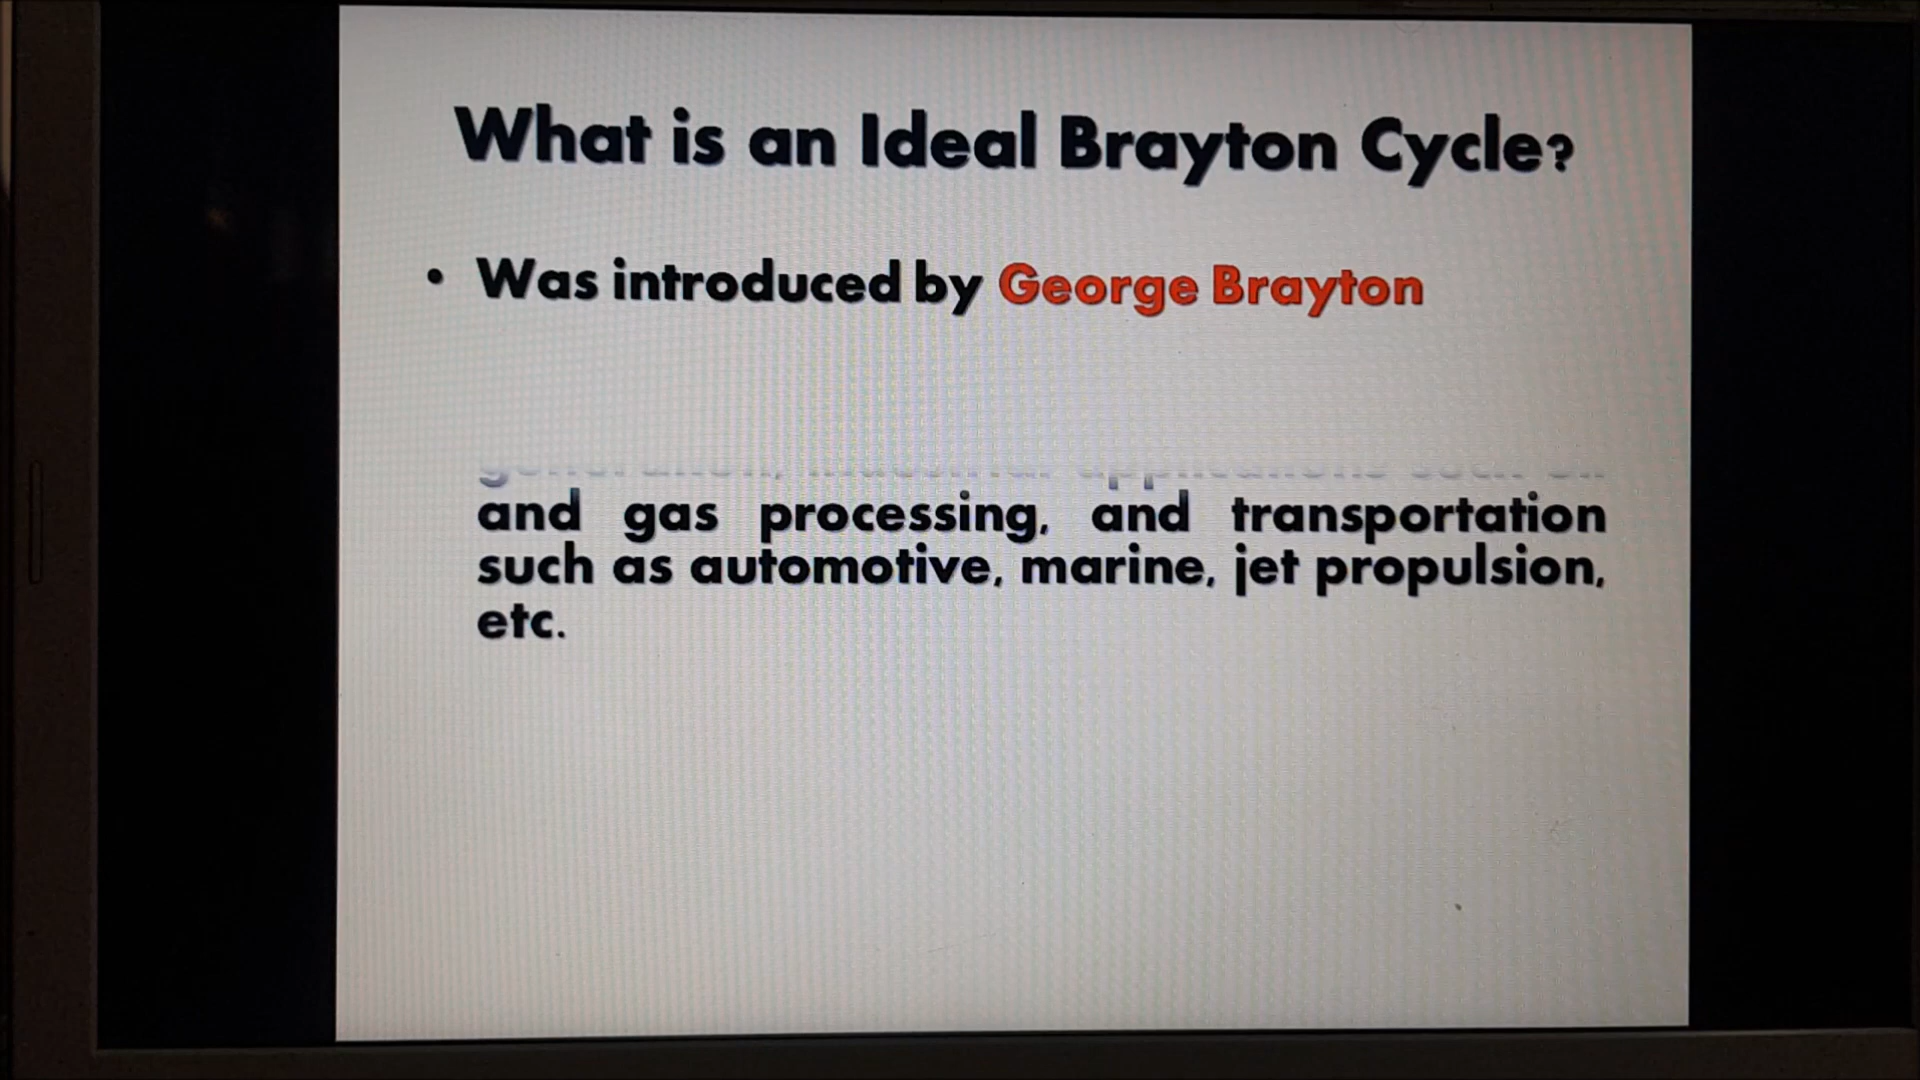 What is an Ideal Brayton Cycle?
• Was introduced by George Brayton
and gas processing, and transportation
such as automotive, marine, jet propulsion,
etc.